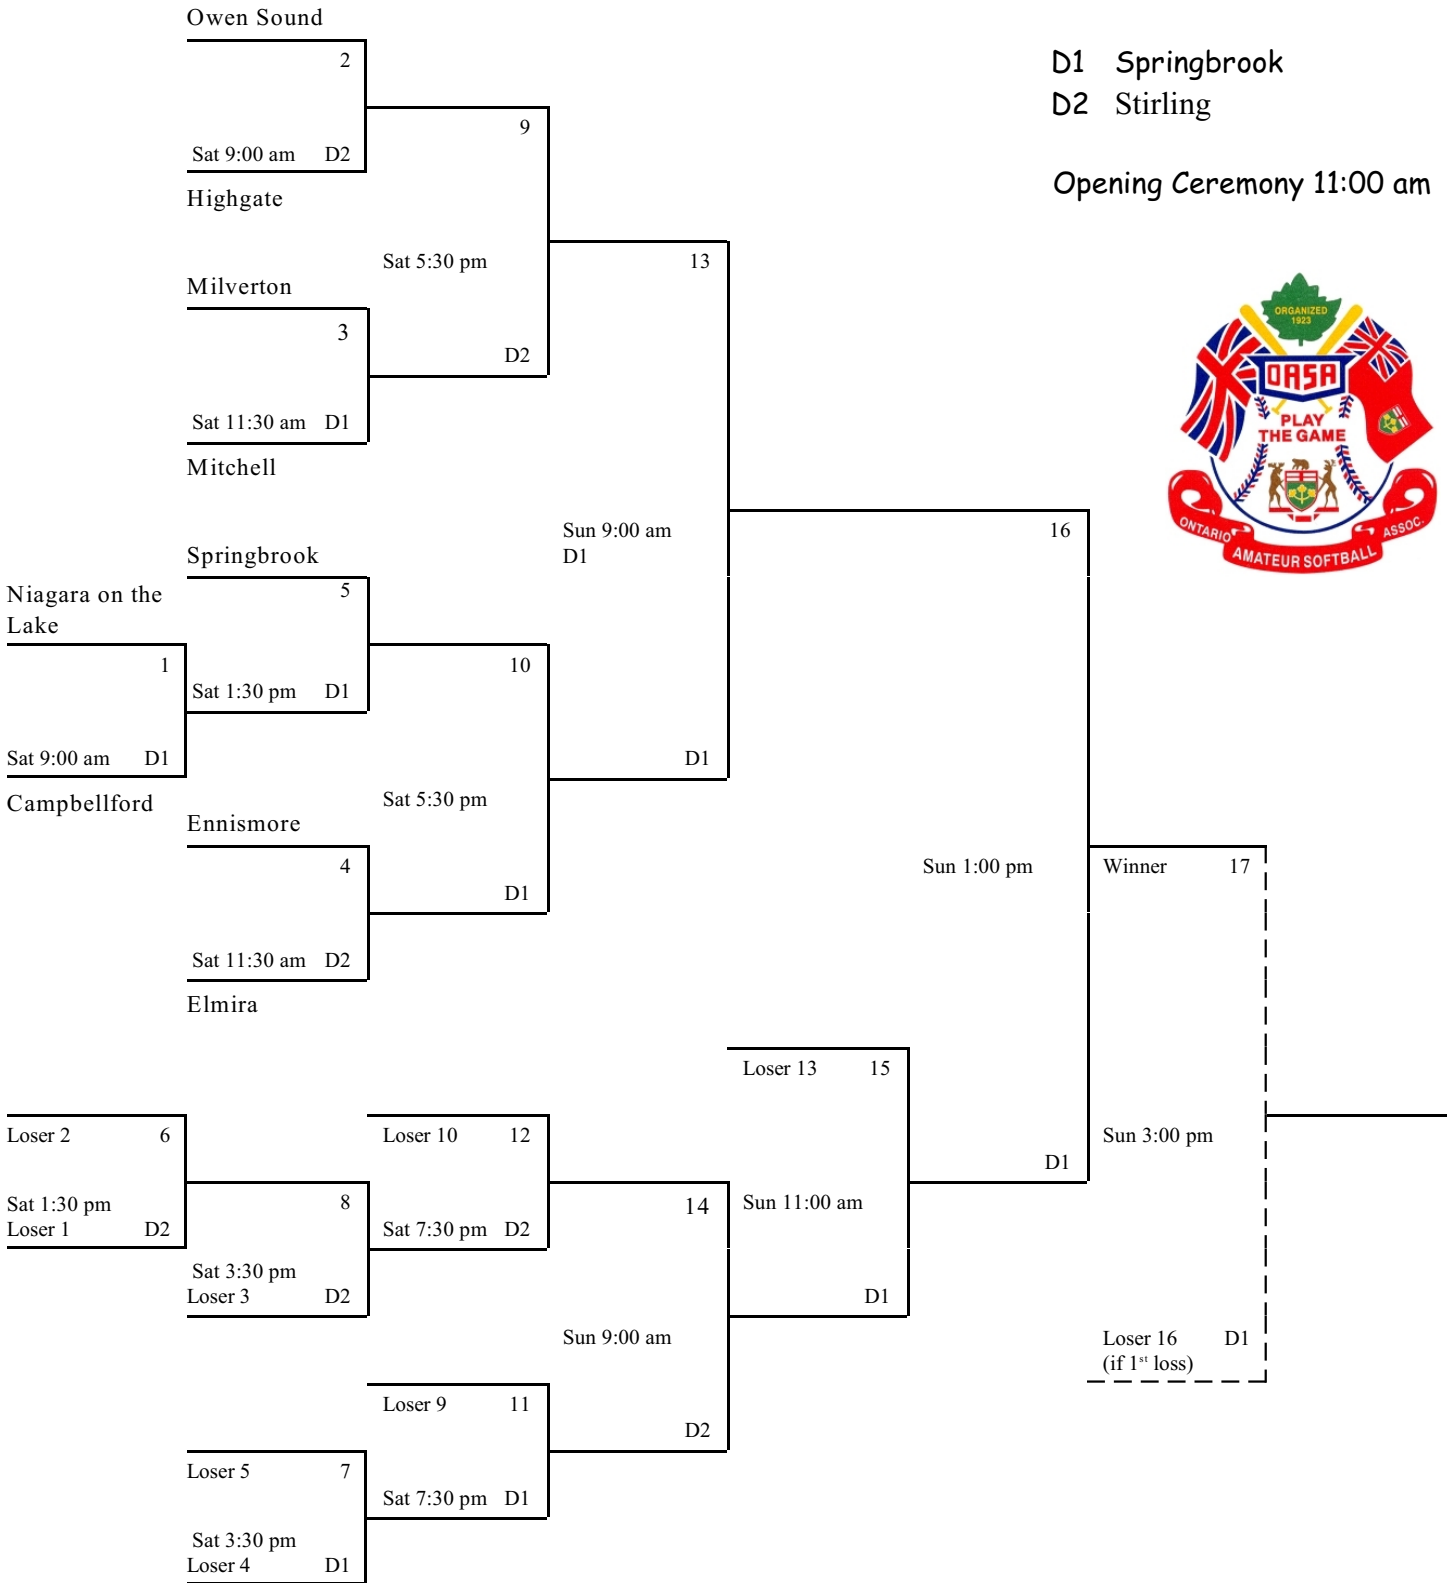 Owen Sound
2
D1 Springbrook
D2 Stirling
9
Sat 9:00 am D2
Highgate
Opening Ceremony 11:00 am
Sat 5:30 pm
13
Milverton
3
D2
Sat 11:30 am D1
Mitchell
ORGANIZED
1923
OASA
PLAY
THE GAME
ONTARIO
AMATEUR SOFTBALL
ASSOC.
Sun 9:00 am
D1
16
Springbrook
5
Niagara on the
Lake
1
Sat 1:30 pm D1
10
Sat 9:00 am D1
D1
Campbellford
Sat 5:30 pm
Ennismore
4
D1
Sun 1:00 pm
Winner 17
Sat 11:30 am D2
Elmira
Loser 13 15
Loser 2 6
Loser 10 12
Sun 3:00 pm
D1
Sat 1:30 pm
Loser 1 D2
8
Sat 7:30 pm D2
14
Sun 11:00 am
Sat 3:30 pm
Loser 3 D2
D1
Sun 9:00 am
Loser 16 D1
(if 1st loss)
Loser 9 11
D2
Loser 5 7
Sat 7:30 pm D1
Sat 3:30 pm
Loser 4 D1